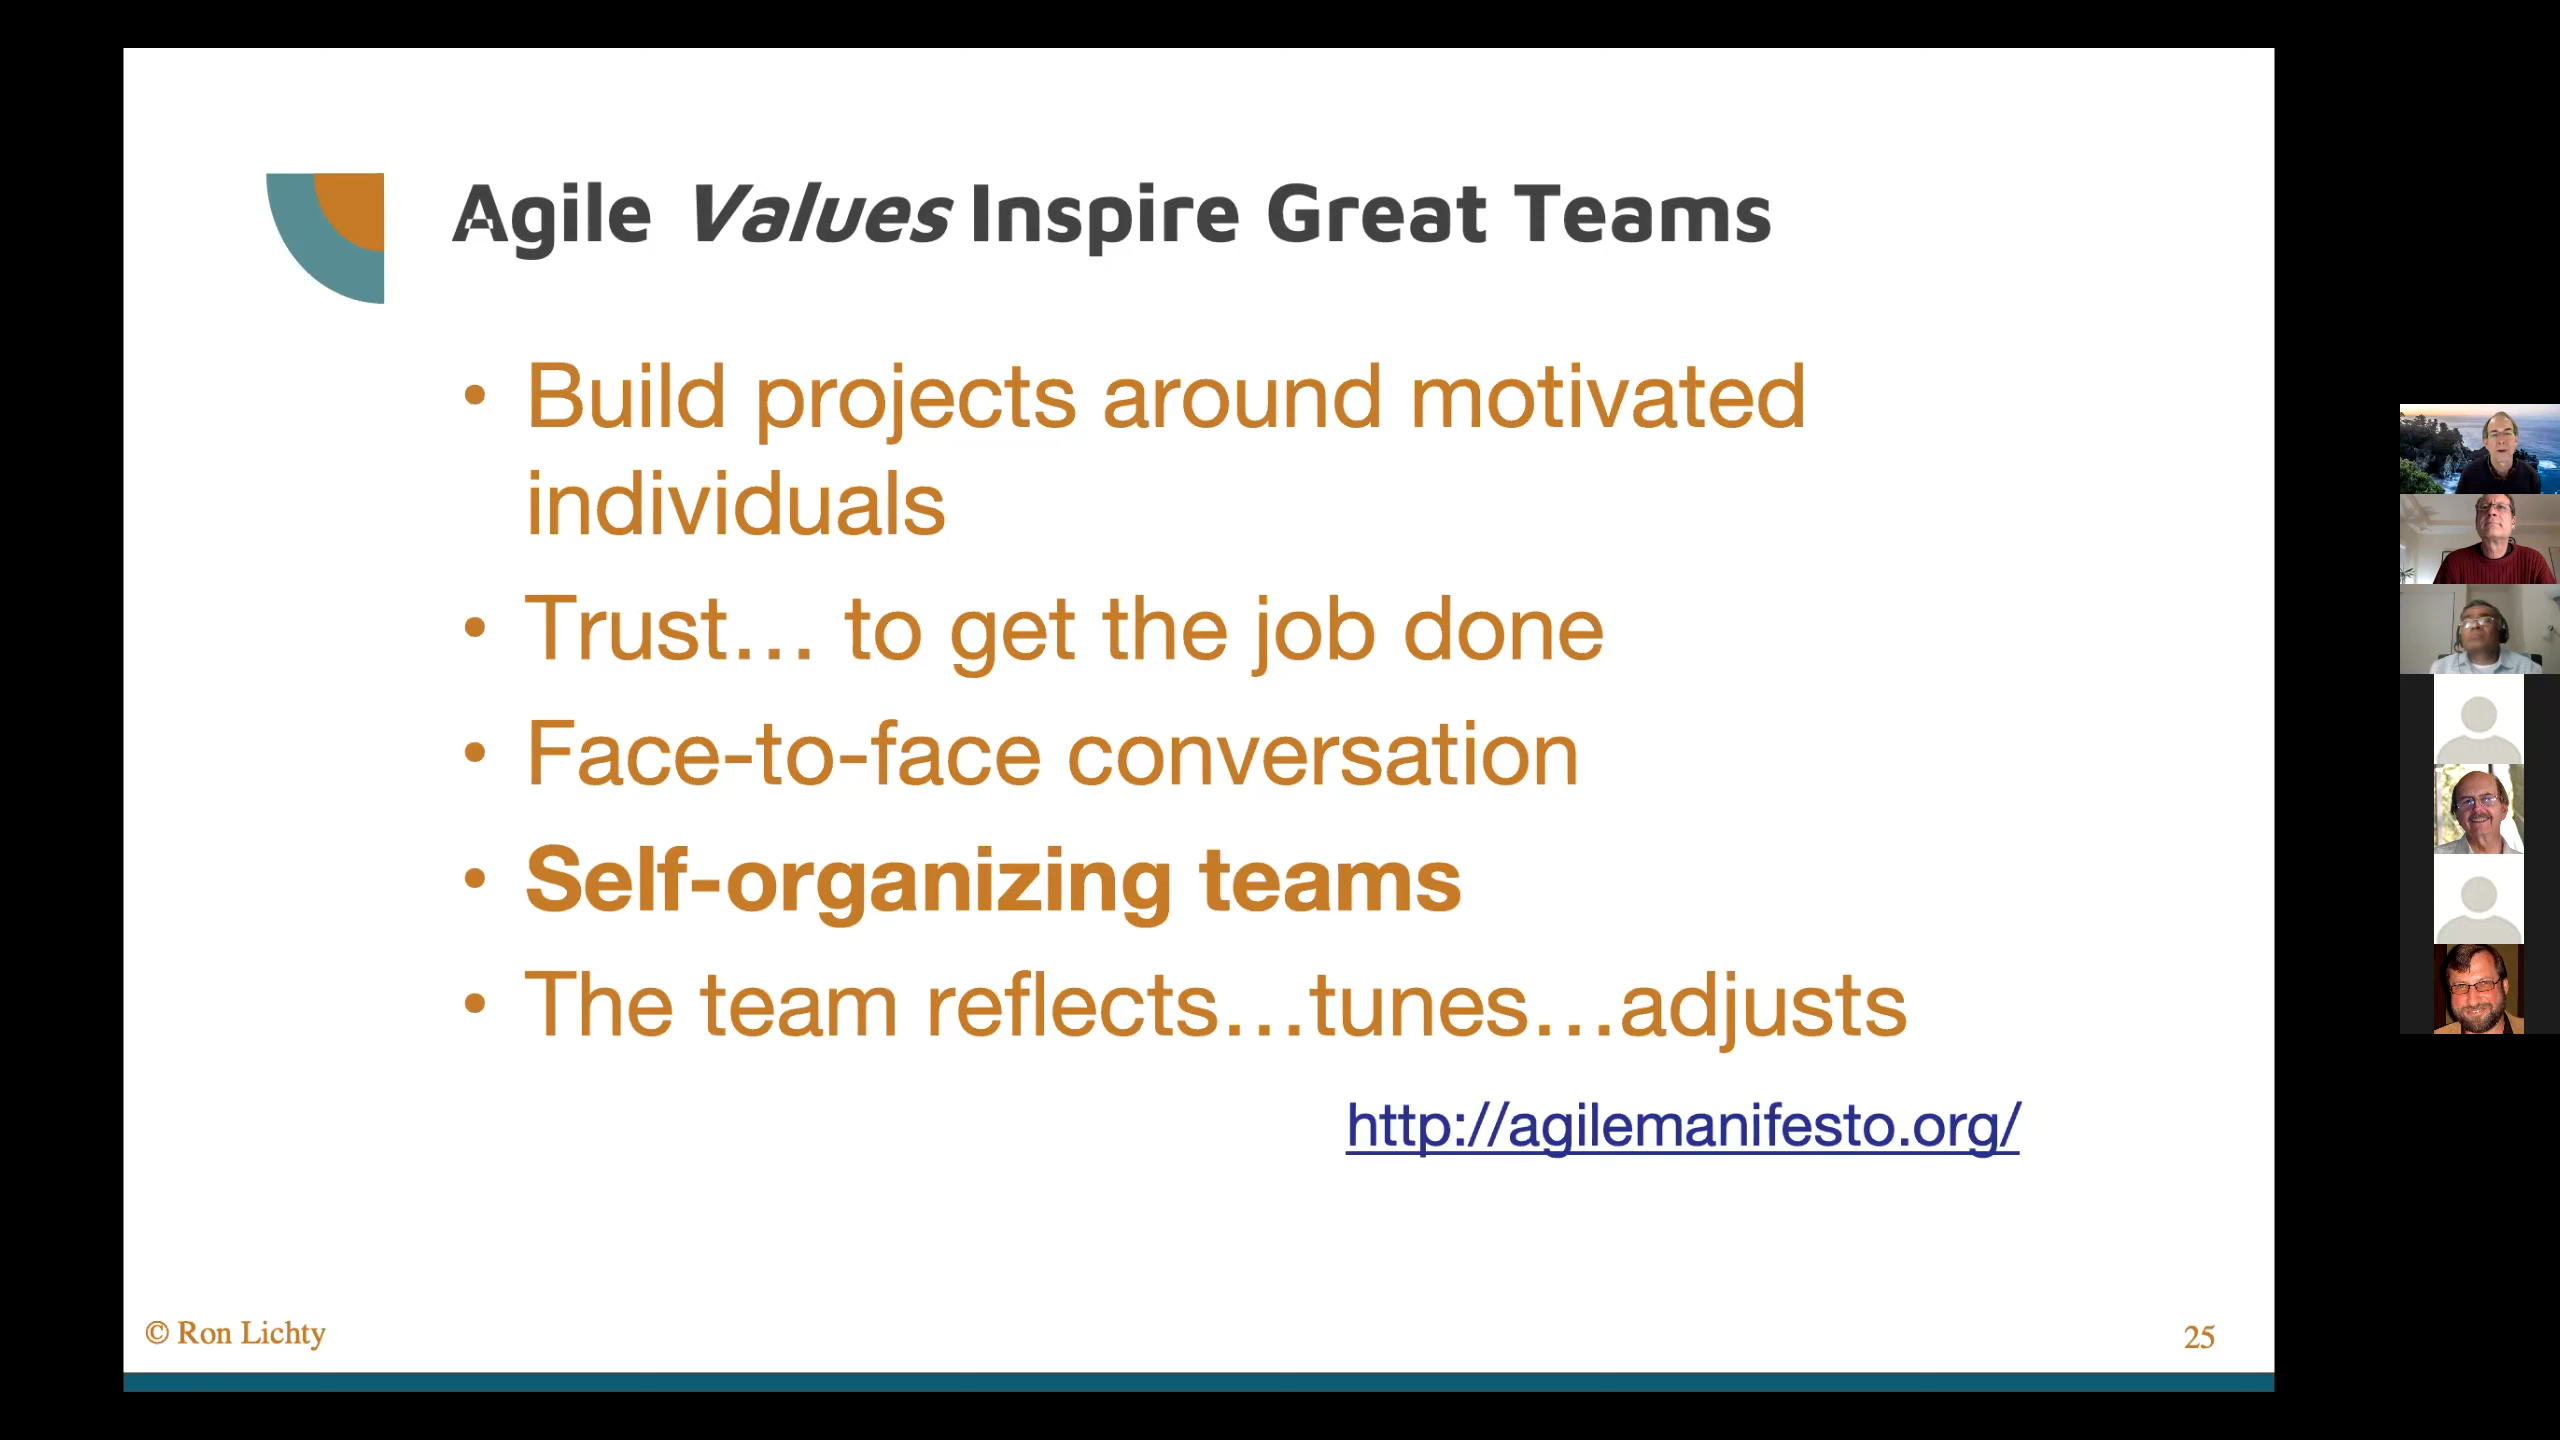 Agile Values Inspire Great Teams
• Build projects around motivated
individuals
• Trust… to get the job done
• Face-to-face conversation
• Self-organizing teams
• The team reflects…tunes…adjusts
http://agilemanifesto.org/
© Ron Lichty
25